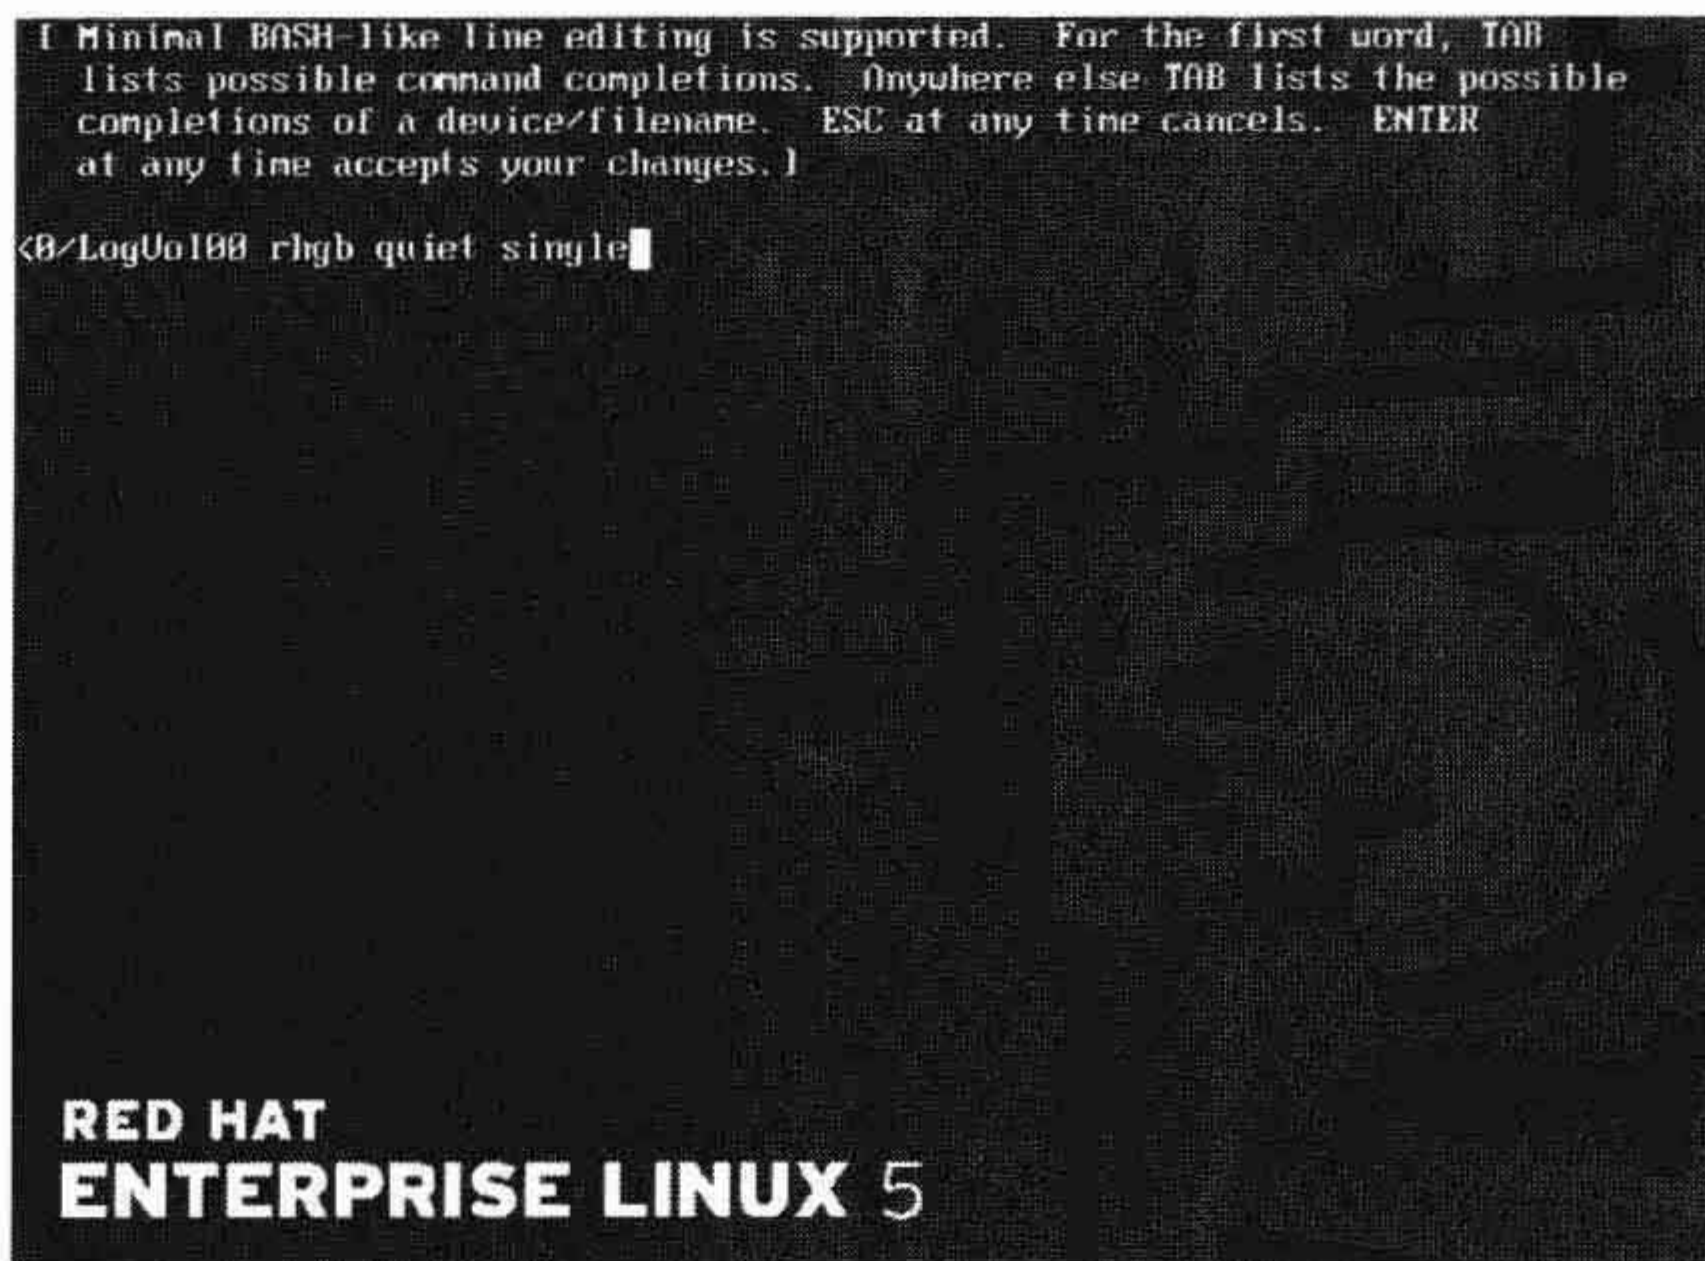 [ Minimal BASH-like line editing is supported. For the first word, TAB
lists possible command completions. Anywhere else TAB lists the possible
completions of a device/filename. ESC at any time cancels. ENTER
at any time accepts your changes.]
<0/LogVol00 rhgb quiet single
RED HAT
ENTERPRISE LINUX 5